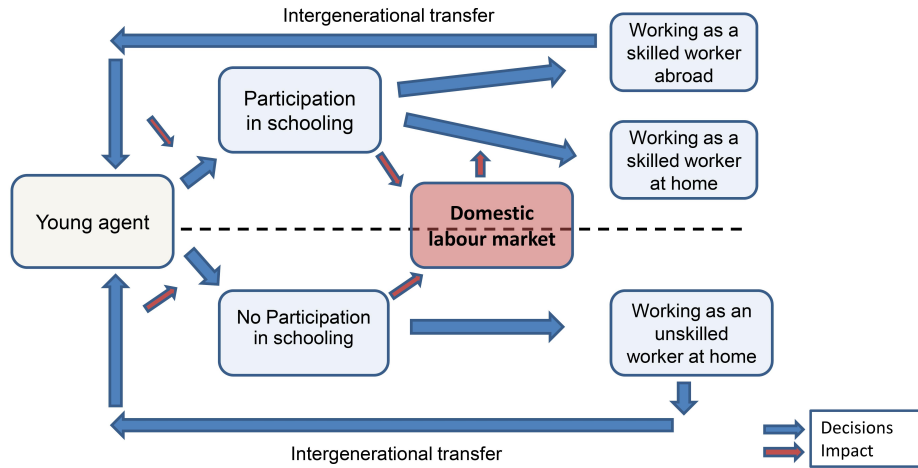 Intergenerational transfer
Working as a
skilled worker
abroad
Participation
in schooling
Working as a
skilled worker
at home
Young agent
Domestic
labour market
No Participation
in schooling
Working as an
unskilled
worker at home
Intergenerational transfer
Decisions
Impact